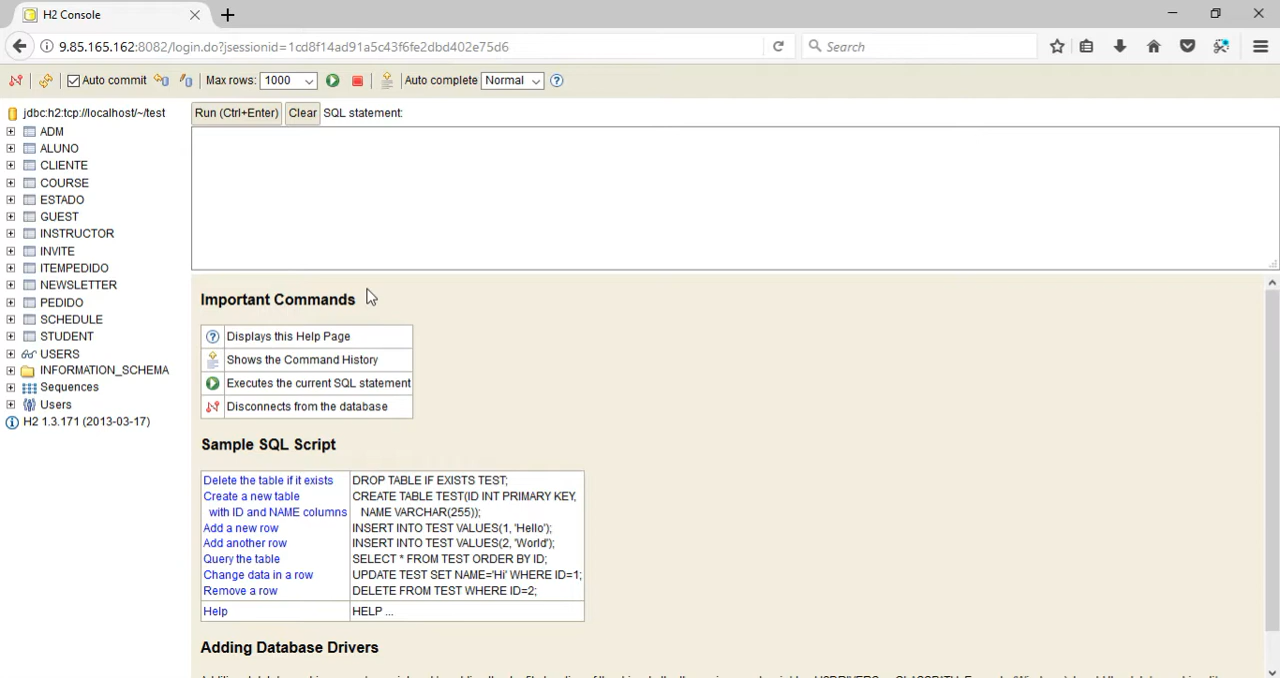 H2 Console
9.85.165.162:8082/login.do?jsessionid=1cd8f14ad91a5c43f6fe2dbd402e75d6
Search
Auto commit
Max rows: 1000
Auto complete Normal
jdbc:h2:tcp://localhost/~/test
ADM
ALUNO
CLIENTE
COURSE
ESTADO
GUEST
INSTRUCTOR
INVITE
ITEMPEDIDO
NEWSLETTER
PEDIDO
SCHEDULE
STUDENT
USERS
INFORMATION_SCHEMA
Sequences
Users
H2 1.3.171 (2013-03-17)
Run (Ctrl+Enter) Clear SQL statement:
Important Commands
Displays this Help Page
Shows the Command History
Executes the current SQL statement
Disconnects from the database
Sample SQL Script
Delete the table if it exists DROP TABLE IF EXISTS TEST;
Create a new table CREATE TABLE TEST(ID INT PRIMARY KEY,
with ID and NAME columns NAME VARCHAR(255));
Add a new row INSERT INTO TEST VALUES(1, 'Hello');
Add another row INSERT INTO TEST VALUES(2, 'World');
Query the table SELECT * FROM TEST ORDER BY ID;
Change data in a row UPDATE TEST SET NAME='Hi' WHERE ID=1;
Remove a row DELETE FROM TEST WHERE ID=2;
Help HELP ...
Adding Database Drivers